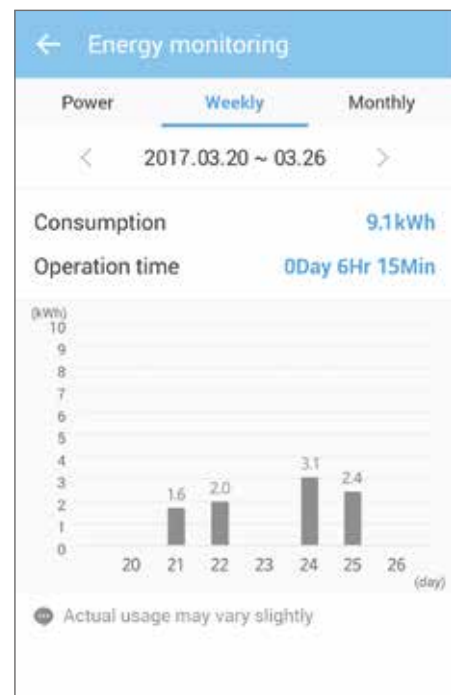 Energy monitoring
Power Weekly Monthly
2017.03.20 ~ 03.26
Consumption 9.1kWh
Operation time 0Day 6Hr 15Min
(kWh)
10
9
8
7
6
5
4
3
2
1
0
1.6 2.0 3.1 2.4
20 21 22 23 24 25 26
(day)
Actual usage may vary slightly